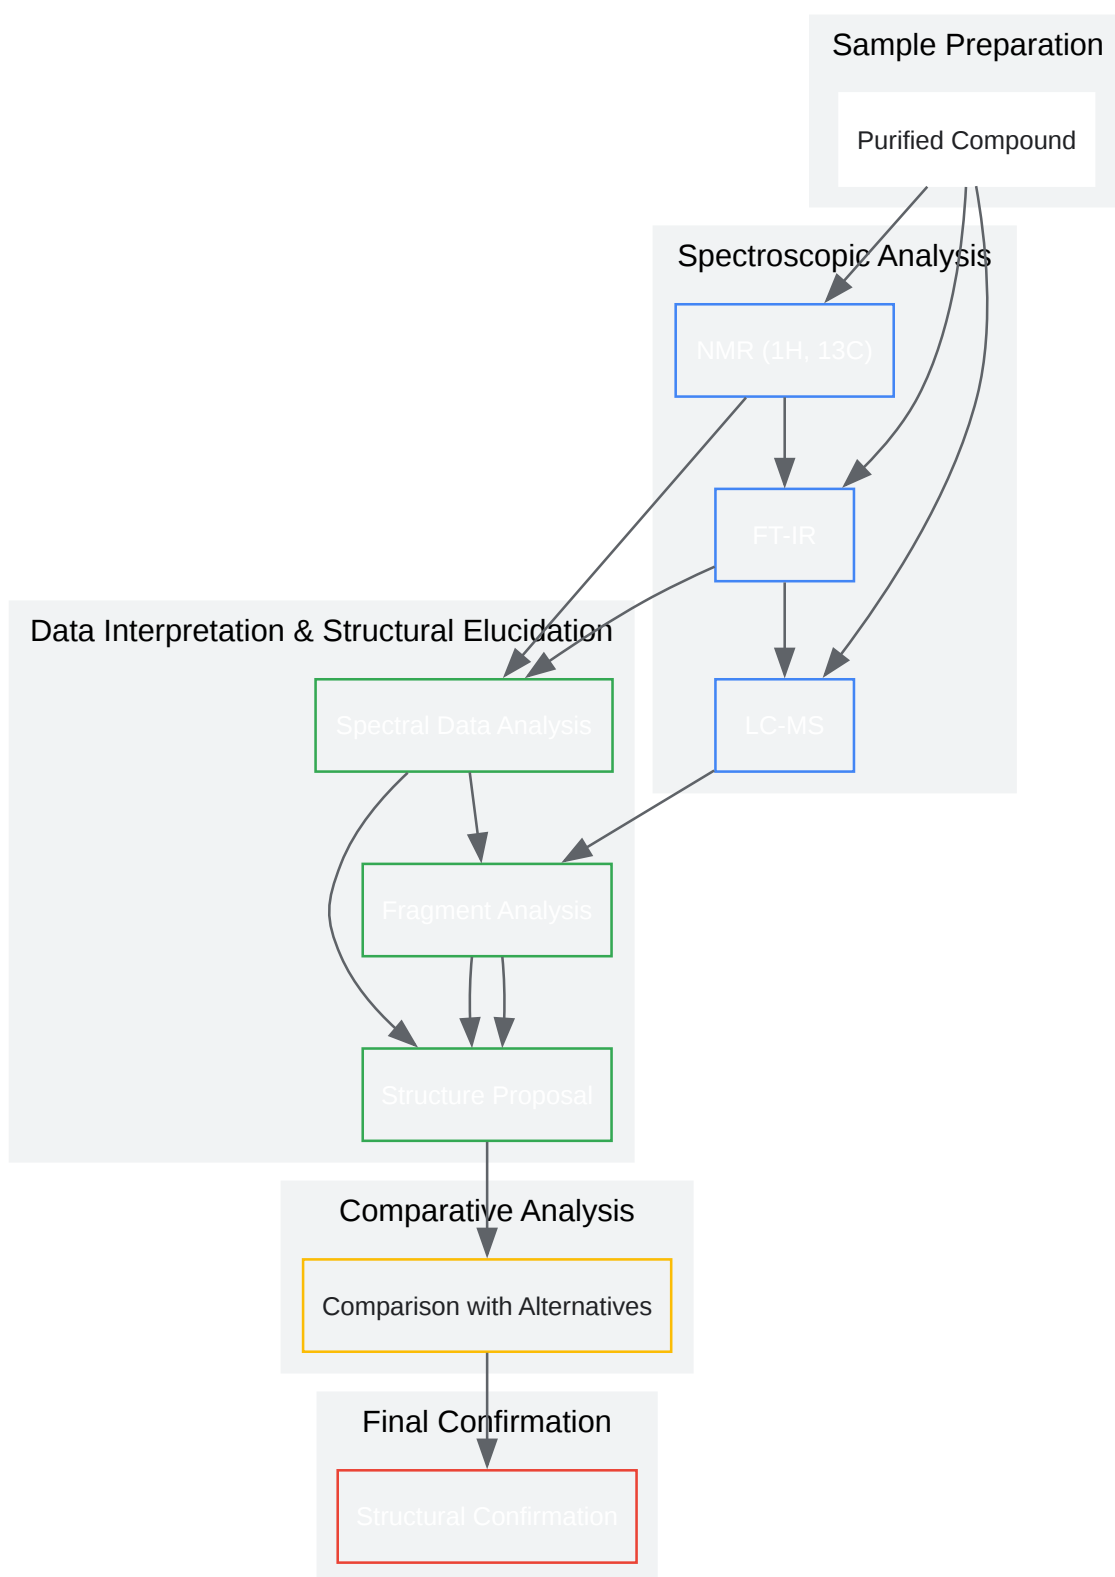 Sample Preparation
Purified Compound
Spectroscopic Analysis
NMR (1H, 13C)
FT-IR
LC-MS
Data Interpretation & Structural Elucidation
Spectral Data Analysis
Fragment Analysis
Structure Proposal
Comparative Analysis
Comparison with Alternatives
Final Confirmation
Structural Confirmation